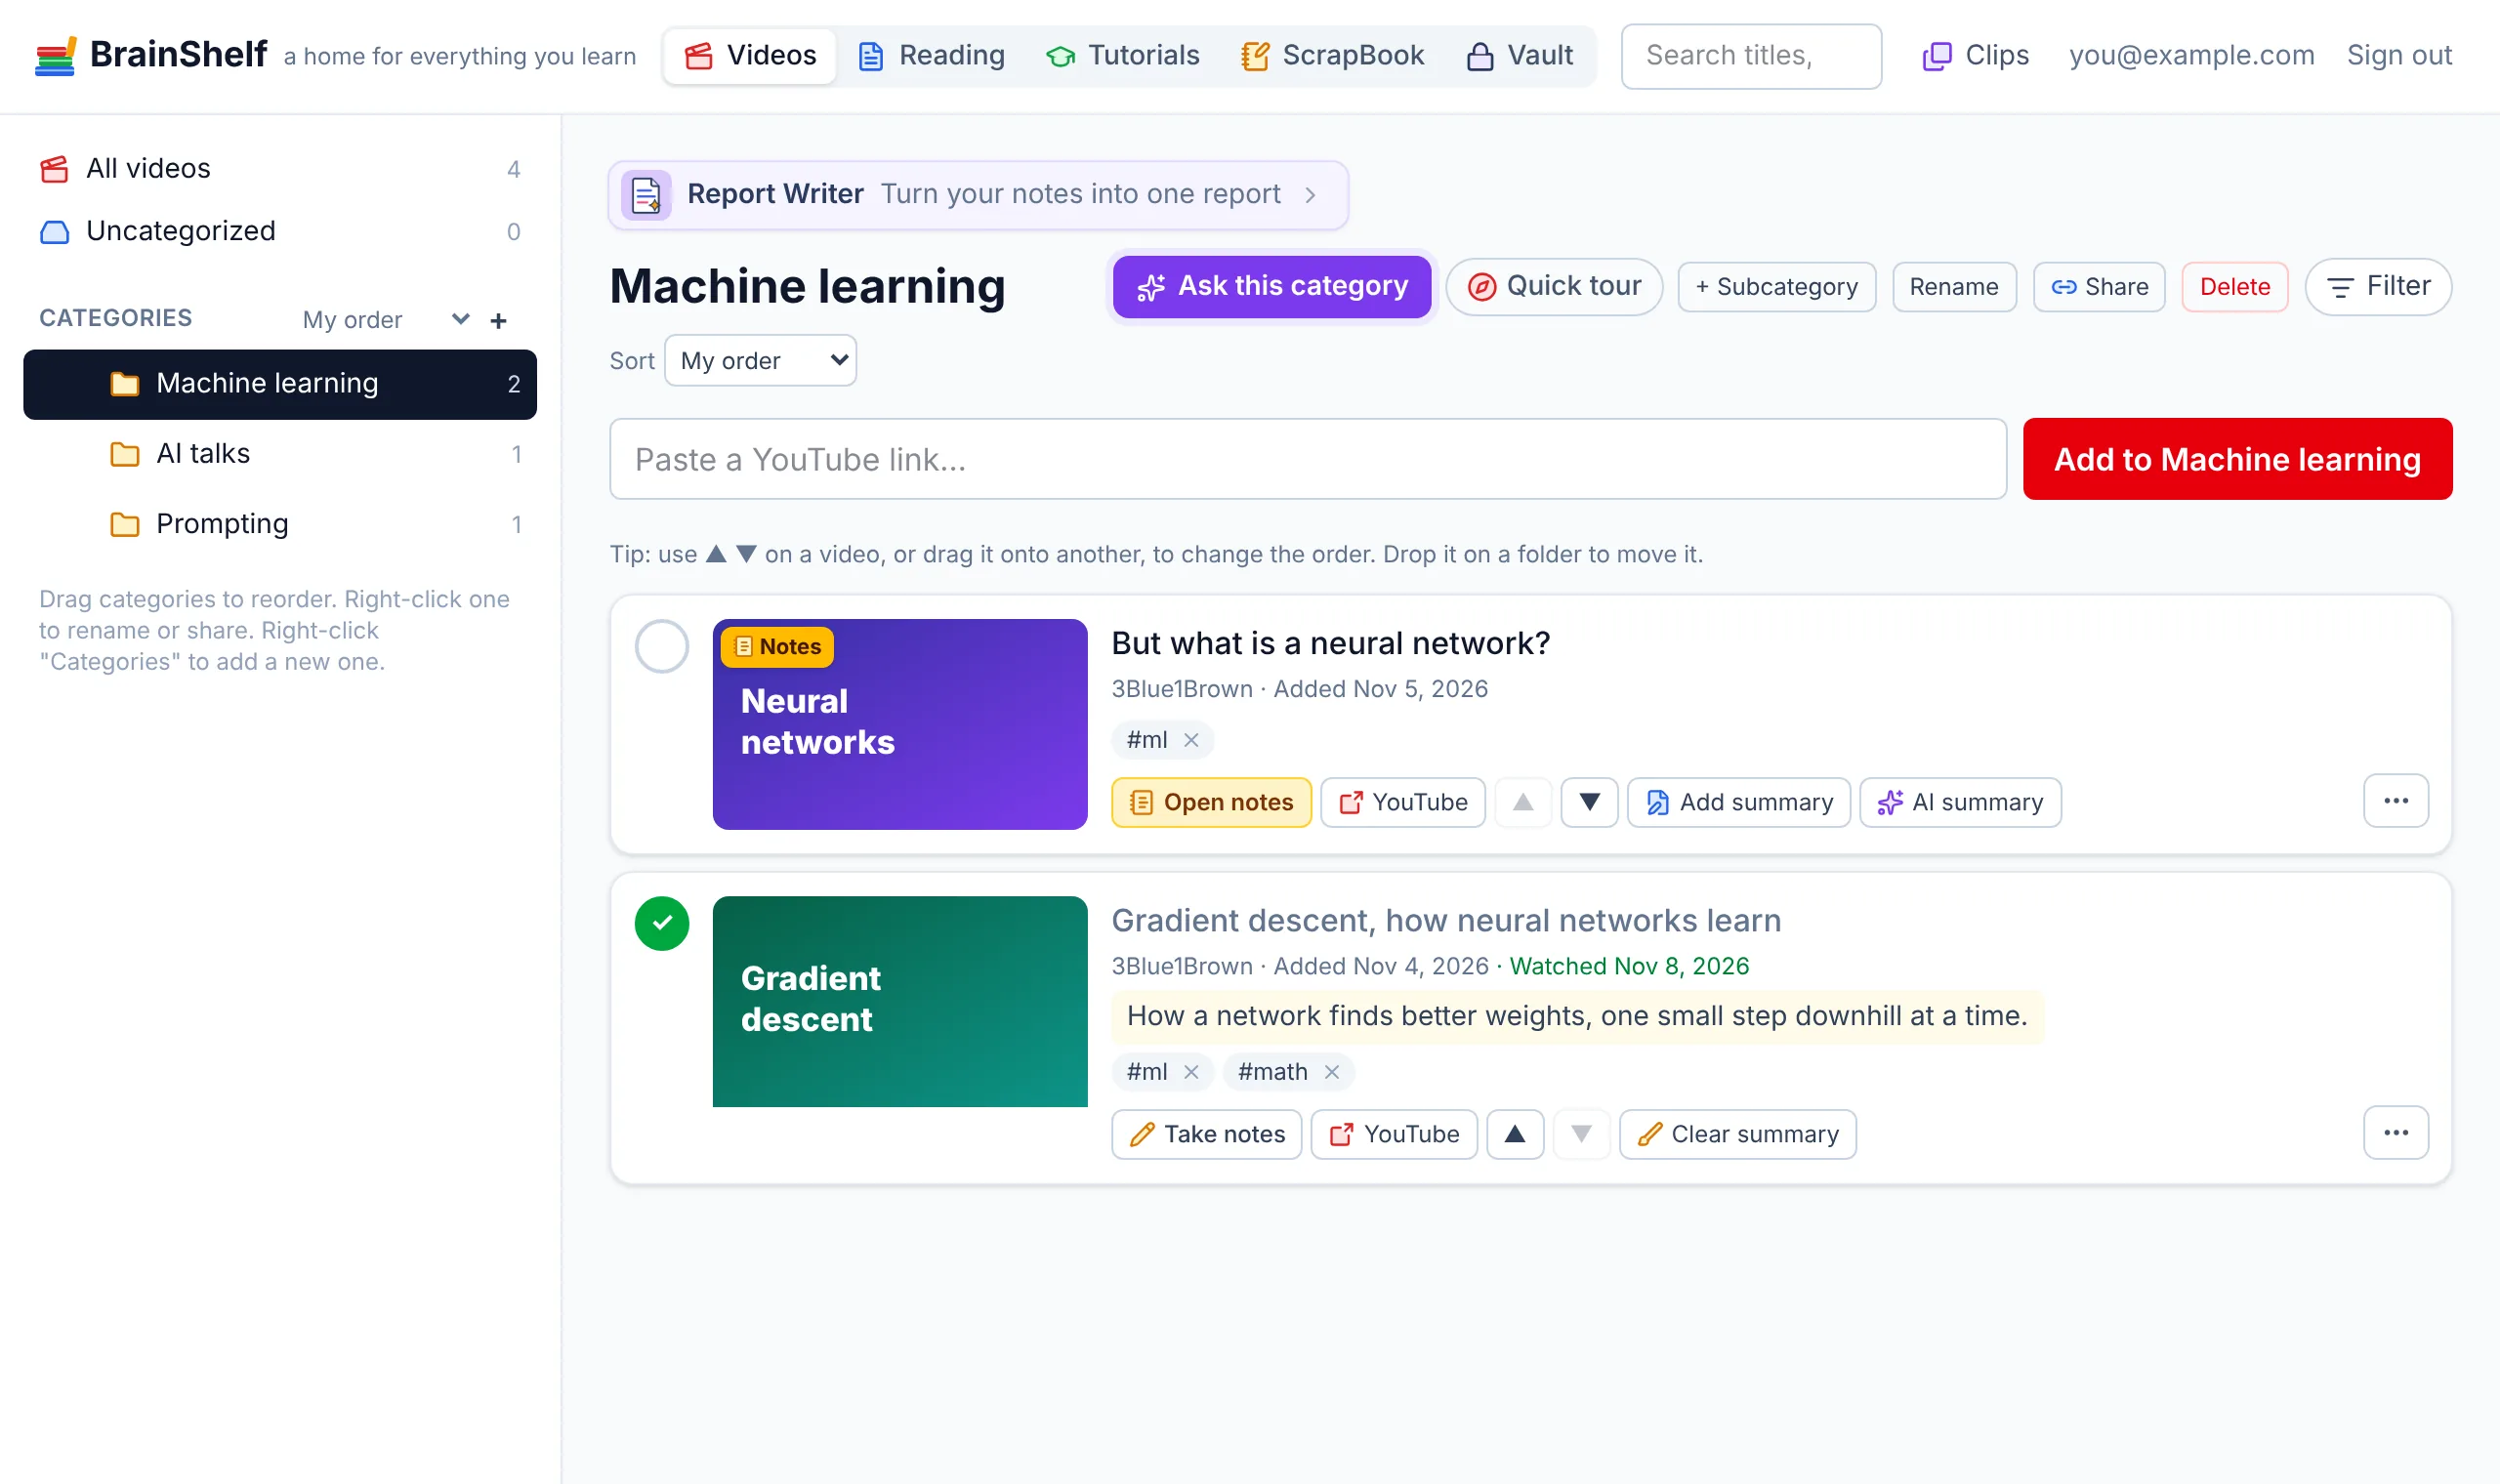 BrainShelf a home for everything you learn
Videos Reading Tutorials ScrapBook Vault
Search titles,
Clips
you@example.com
Sign out
All videos 4
Uncategorized 0
CATEGORIES My order +
Machine learning 2
AI talks 1
Prompting 1
Drag categories to reorder. Right-click one
to rename or share. Right-click
"Categories" to add a new one.
Report Writer Turn your notes into one report
Machine learning
Ask this category
Quick tour
+ Subcategory
Rename
Share
Delete
Filter
Sort My order
Paste a YouTube link...
Add to Machine learning
Tip: use ▲ ▼ on a video, or drag it onto another, to change the order. Drop it on a folder to move it.
Notes
Neural
networks
But what is a neural network?
3Blue1Brown · Added Nov 5, 2026
#ml ×
Open notes YouTube ▲ ▼ Add summary AI summary ...
Gradient
descent
Gradient descent, how neural networks learn
3Blue1Brown · Added Nov 4, 2026 · Watched Nov 8, 2026
How a network finds better weights, one small step downhill at a time.
#ml × #math ×
Take notes YouTube ▲ ▼ Clear summary ...